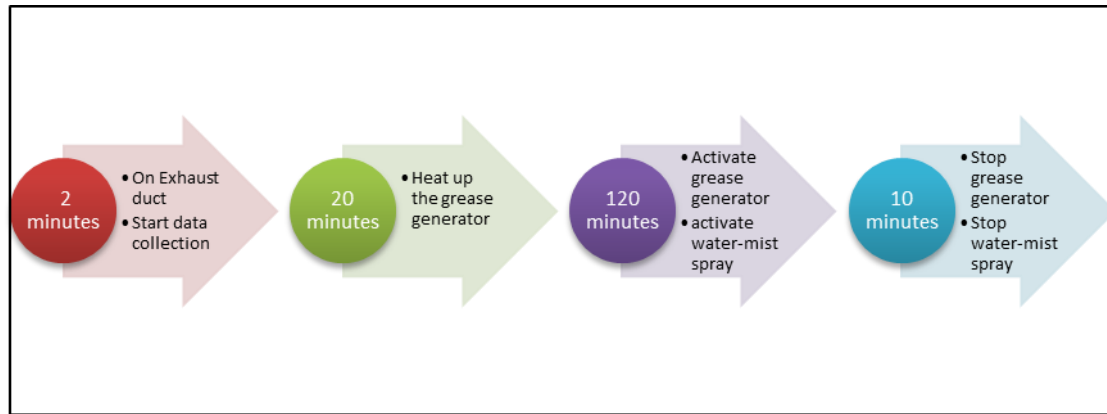 2
minutes
• On Exhaust
duct
• Start data
collection
20
minutes
• Heat up
the grease
generator
120
minutes
• Activate
grease
generator
• activate
water-mist
spray
10
minutes
• Stop
grease
generator
• Stop
water-mist
spray